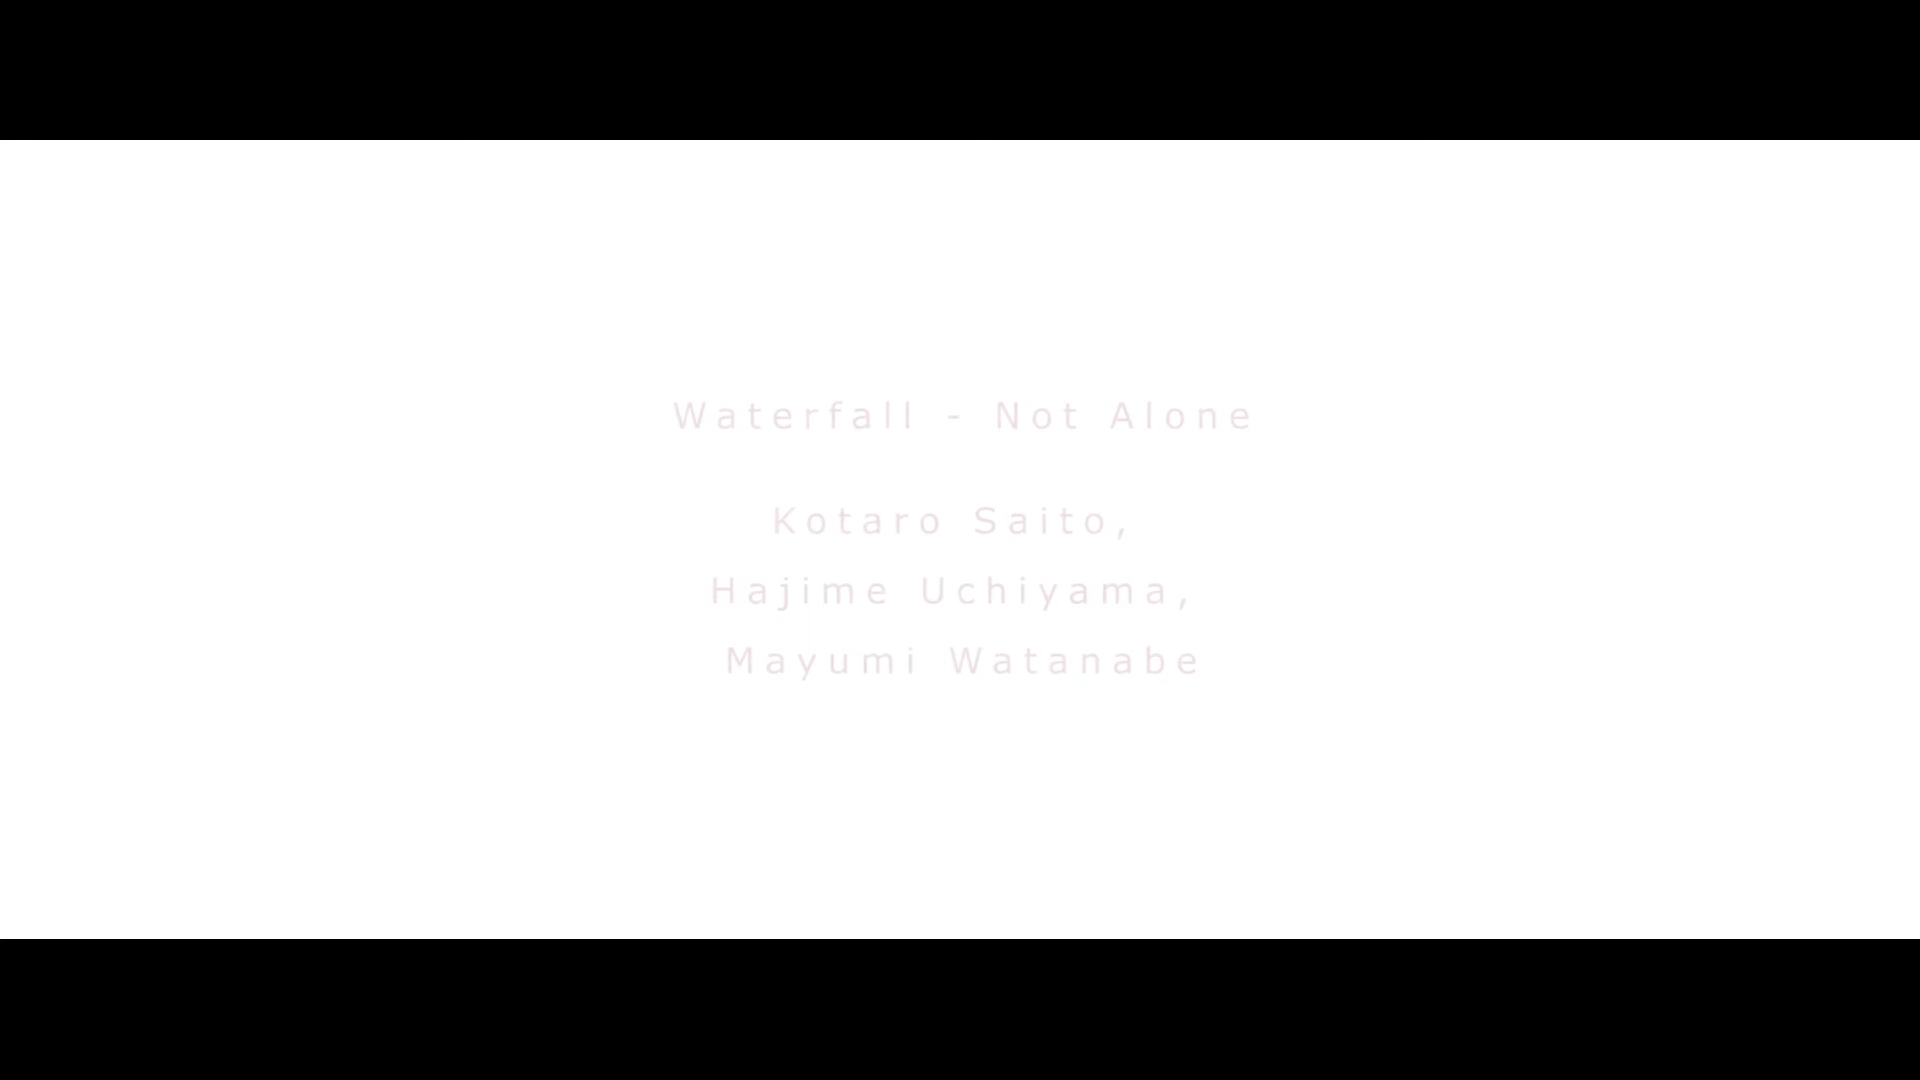 Waterfall - Not Alone
Kotaro Saito,
Hajime Uchiyama,
Mayumi Watanabe